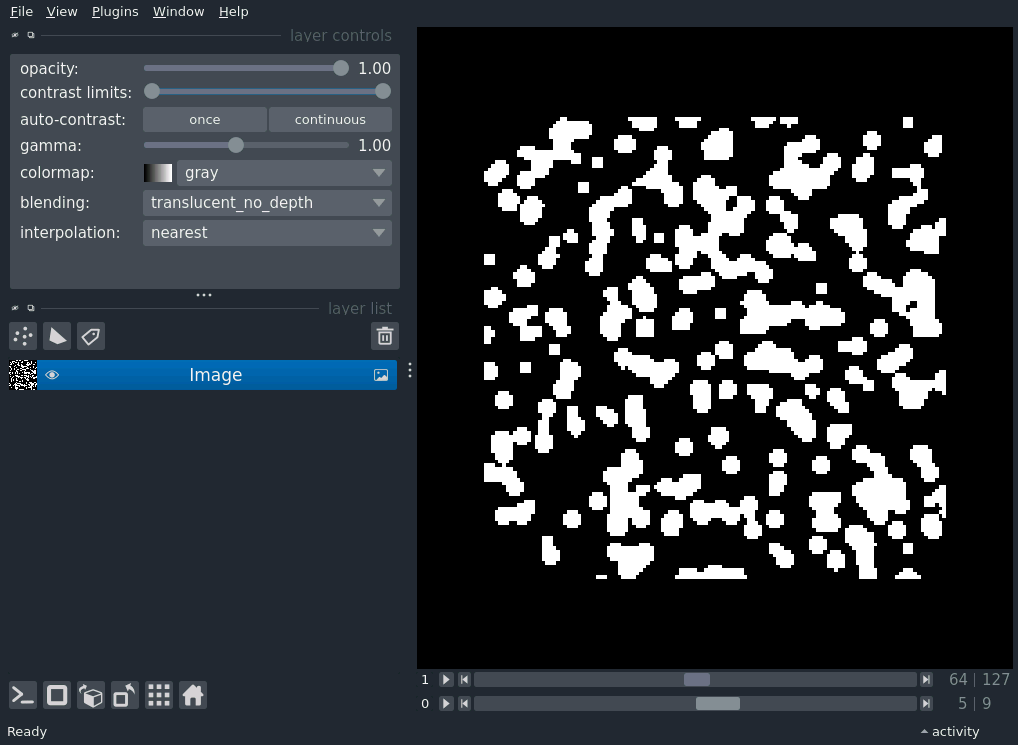 File View Plugins Window Help
layer controls
opacity: 1.00
contrast limits:
auto-contrast: once continuous
gamma: 1.00
colormap: gray
blending: translucent_no_depth
interpolation: nearest
layer list
Image
1 64 | 127
0 5 | 9
Ready activity